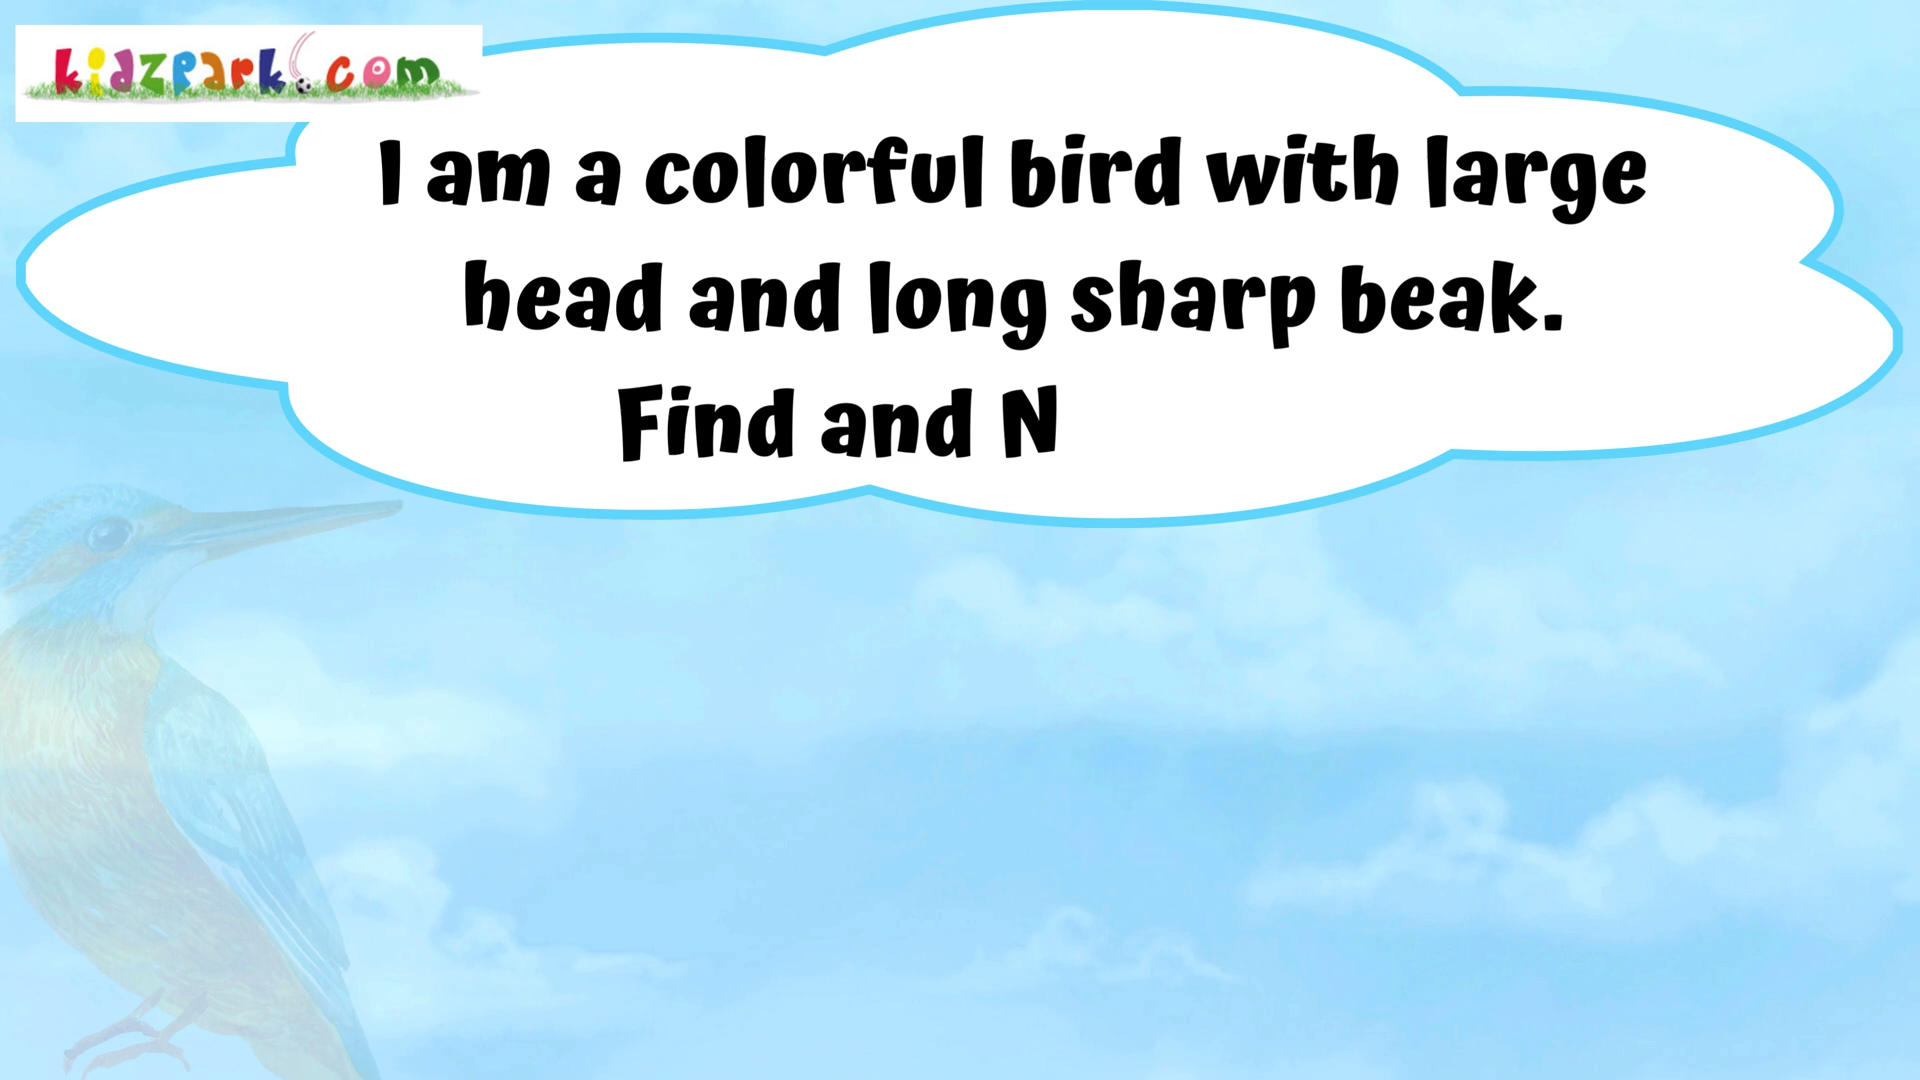 kidzpark.com
I am a colorful bird with large
head and long sharp beak.
Find and N